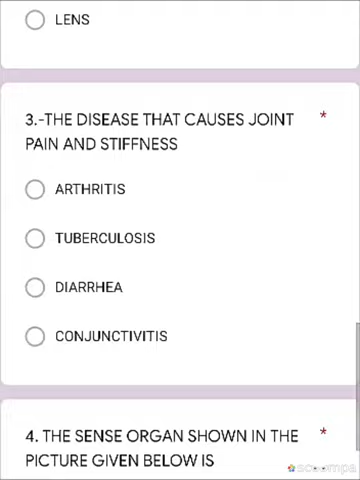 LENS
3.-THE DISEASE THAT CAUSES JOINT *
PAIN AND STIFFNESS
ARTHRITIS
TUBERCULOSIS
DIARRHEA
CONJUNCTIVITIS
4. THE SENSE ORGAN SHOWN IN THE *
PICTURE GIVEN BELOW IS
scoompa